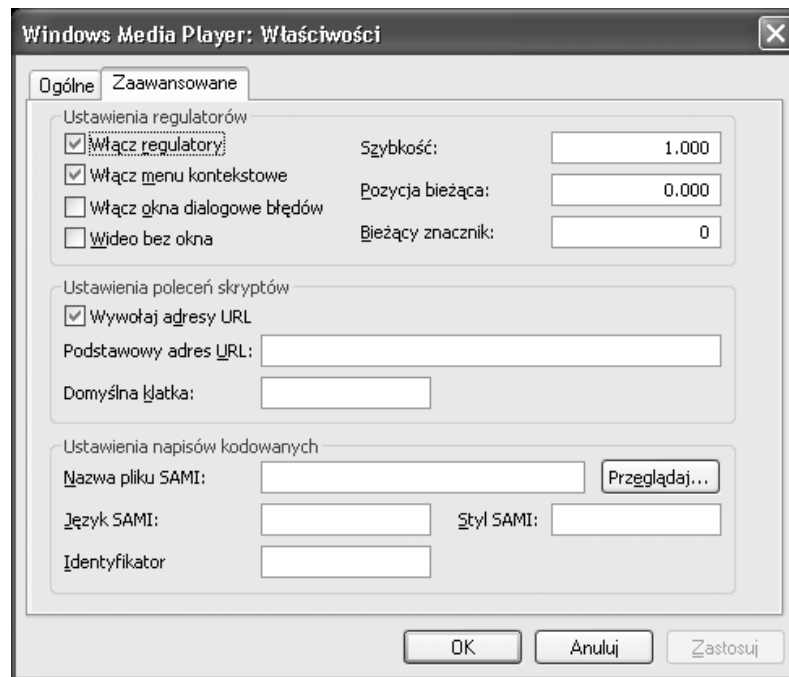 Windows Media Player: Właściwości
Ogólne Zaawansowane
Ustawienia regulatorów
Włącz regulatory
Włącz menu kontekstowe
Włącz okna dialogowe błędów
Wideo bez okna
Szybkość: 1.000
Pozycja bieżąca: 0.000
Bieżący znacznik: 0
Ustawienia poleceń skryptów
Wywołaj adresy URL
Podstawowy adres URL:
Domyślna klatka:
Ustawienia napisów kodowanych
Nazwa pliku SAMI: Przeglądaj...
Język SAMI: Styl SAMI:
Identyfikator
OK Anuluj Zastosuj